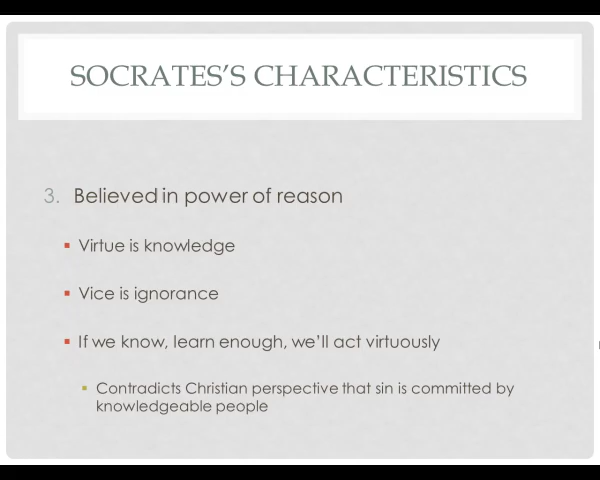 SOCRATES'S CHARACTERISTICS
3. Believed in power of reason
▪ Virtue is knowledge
▪ Vice is ignorance
▪ If we know, learn enough, we'll act virtuously
▪ Contradicts Christian perspective that sin is committed by
knowledgeable people